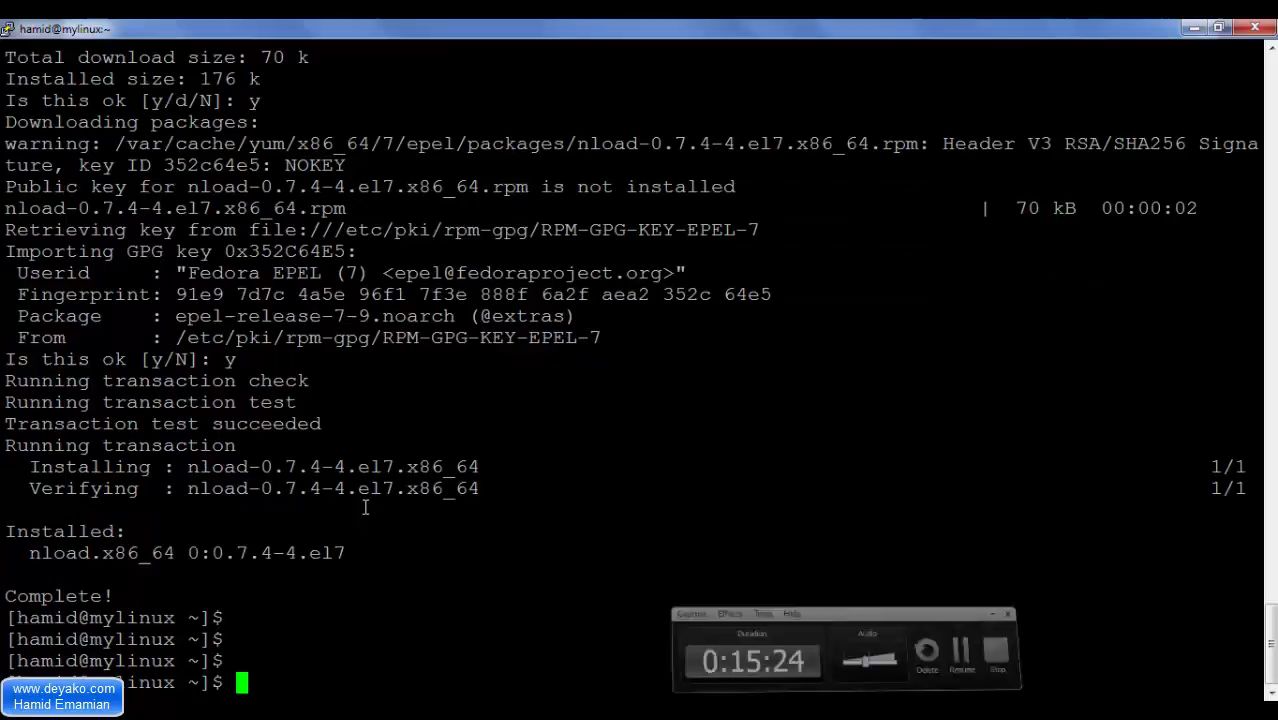 hamid@mylinux:~
Total download size: 70 k
Installed size: 176 k
Is this ok [y/d/N]: y
Downloading packages:
warning: /var/cache/yum/x86_64/7/epel/packages/nload-0.7.4-4.el7.x86_64.rpm: Header V3 RSA/SHA256 Signa
ture, key ID 352c64e5: NOKEY
Public key for nload-0.7.4-4.el7.x86_64.rpm is not installed
nload-0.7.4-4.el7.x86_64.rpm | 70 kB 00:00:02
Retrieving key from file:///etc/pki/rpm-gpg/RPM-GPG-KEY-EPEL-7
Importing GPG key 0x352C64E5:
Userid : "Fedora EPEL (7) <epel@fedoraproject.org>"
Fingerprint: 91e9 7d7c 4a5e 96f1 7f3e 888f 6a2f aea2 352c 64e5
Package : epel-release-7-9.noarch (@extras)
From : /etc/pki/rpm-gpg/RPM-GPG-KEY-EPEL-7
Is this ok [y/N]: y
Running transaction check
Running transaction test
Transaction test succeeded
Running transaction
Installing : nload-0.7.4-4.el7.x86_64 1/1
Verifying : nload-0.7.4-4.el7.x86_64 1/1
Installed:
nload.x86_64 0:0.7.4-4.el7
Complete!
[hamid@mylinux ~]$
[hamid@mylinux ~]$
[hamid@mylinux ~]$
inux ~]$
www.deyako.com
Hamid Emamian
Effects Tools Help
Duration
0:15:24
Audio
Delete Resume Stop